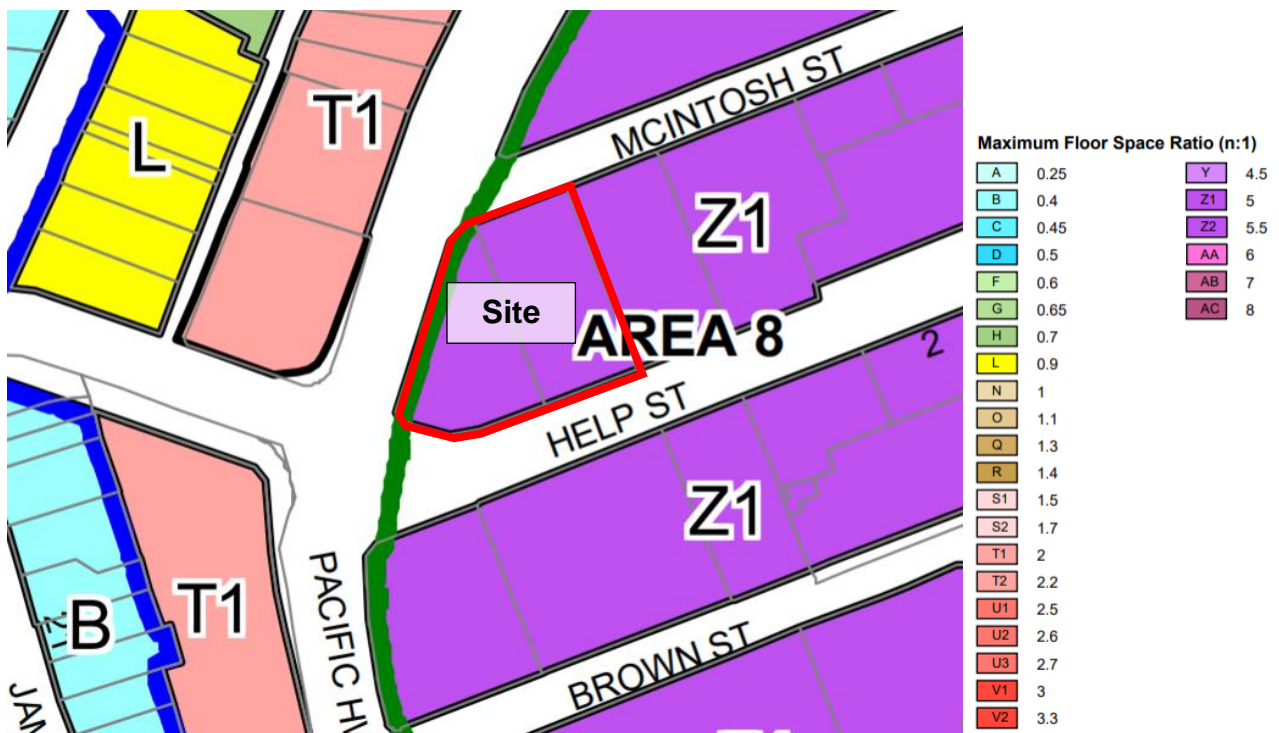 T1
L
MCINTOSH ST
Z1
Site
AREA 8
2
HELP ST
Z1
T1
B
PACIFIC HV
BROWN ST
JAN
Maximum Floor Space Ratio (n:1)
A 0.25
B 0.4
C 0.45
D 0.5
F 0.6
G 0.65
H 0.7
L 0.9
N 1
O 1.1
Q 1.3
R 1.4
S1 1.5
S2 1.7
T1 2
T2 2.2
U1 2.5
U2 2.6
U3 2.7
V1 3
V2 3.3
Y 4.5
Z1 5
Z2 5.5
AA 6
AB 7
AC 8